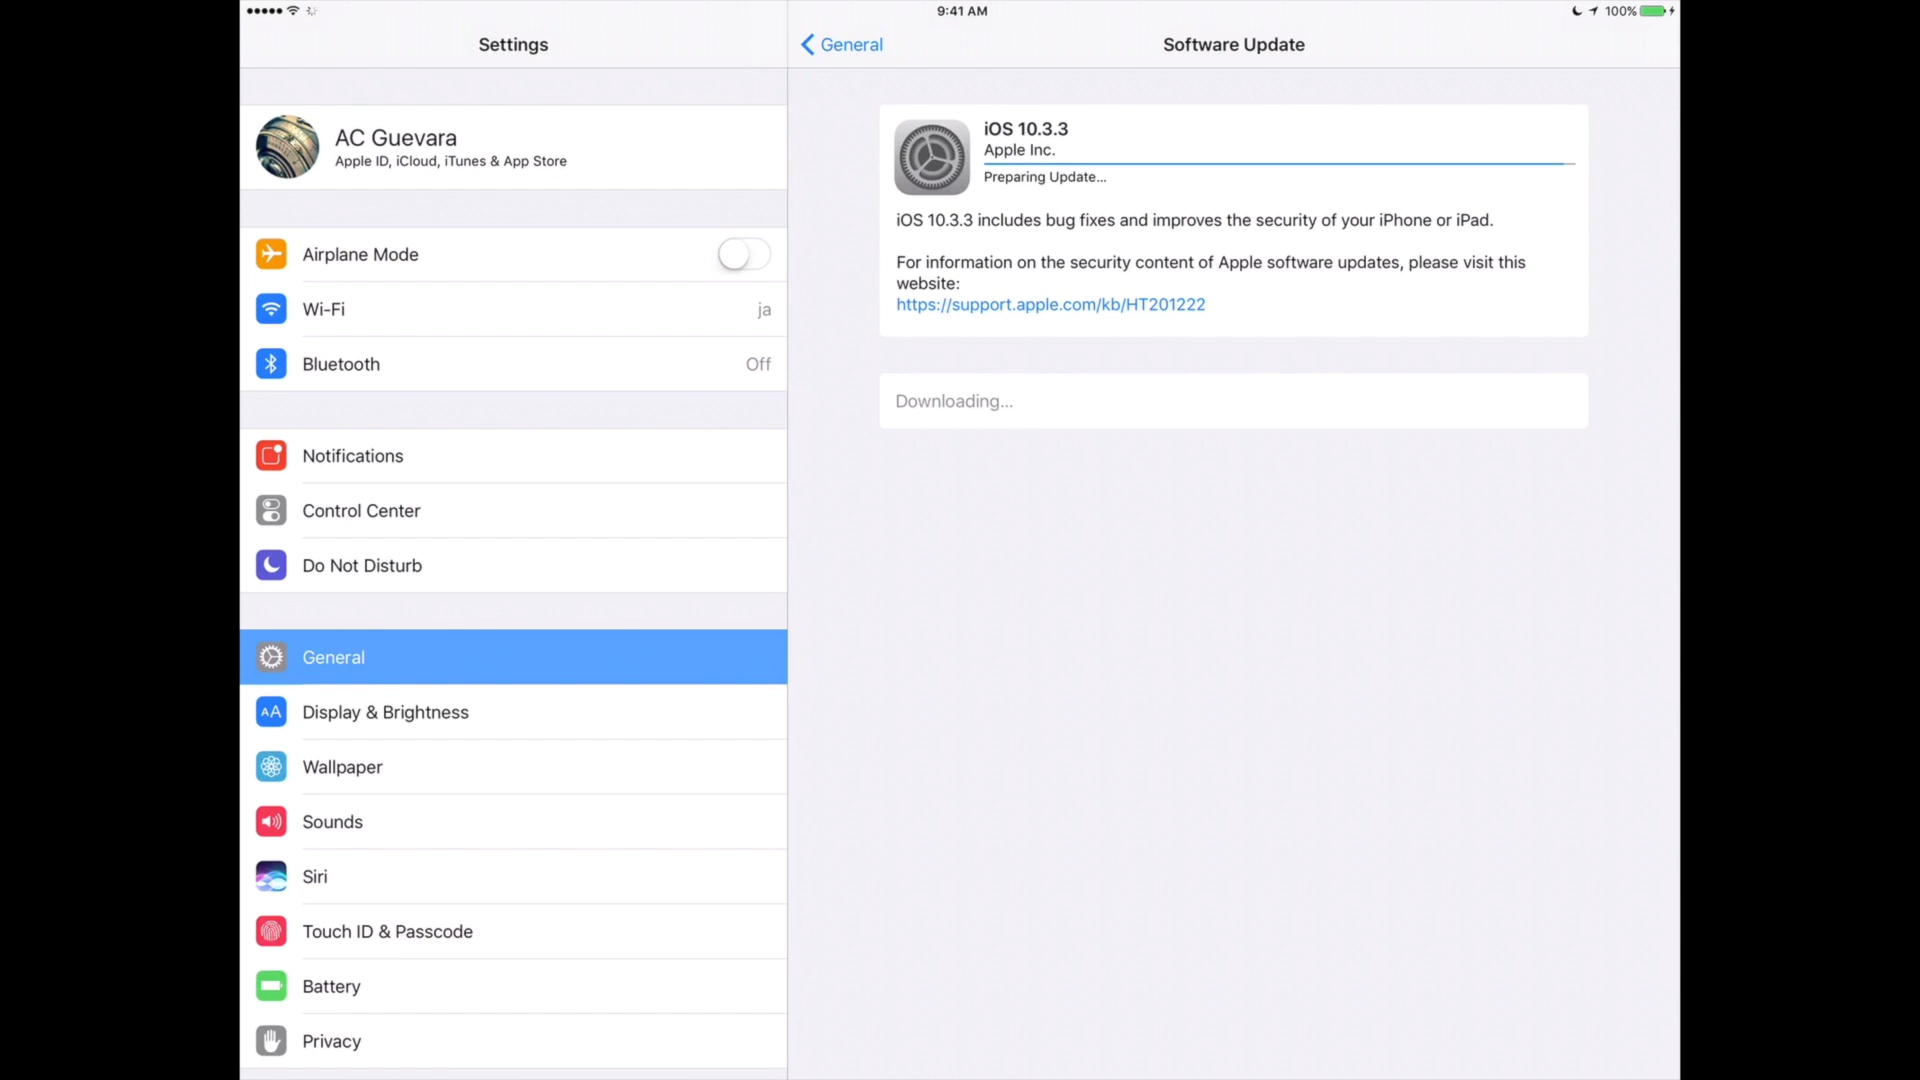 9:41 AM
100%
Settings
General
Software Update
AC Guevara
Apple ID, iCloud, iTunes & App Store
Airplane Mode
Wi-Fi
ja
Bluetooth
Off
Notifications
Control Center
Do Not Disturb
General
AA
Display & Brightness
Wallpaper
Sounds
Siri
Touch ID & Passcode
Battery
Privacy
iOS 10.3.3
Apple Inc.
Preparing Update...
iOS 10.3.3 includes bug fixes and improves the security of your iPhone or iPad.
For information on the security content of Apple software updates, please visit this
website:
https://support.apple.com/kb/HT201222
Downloading...